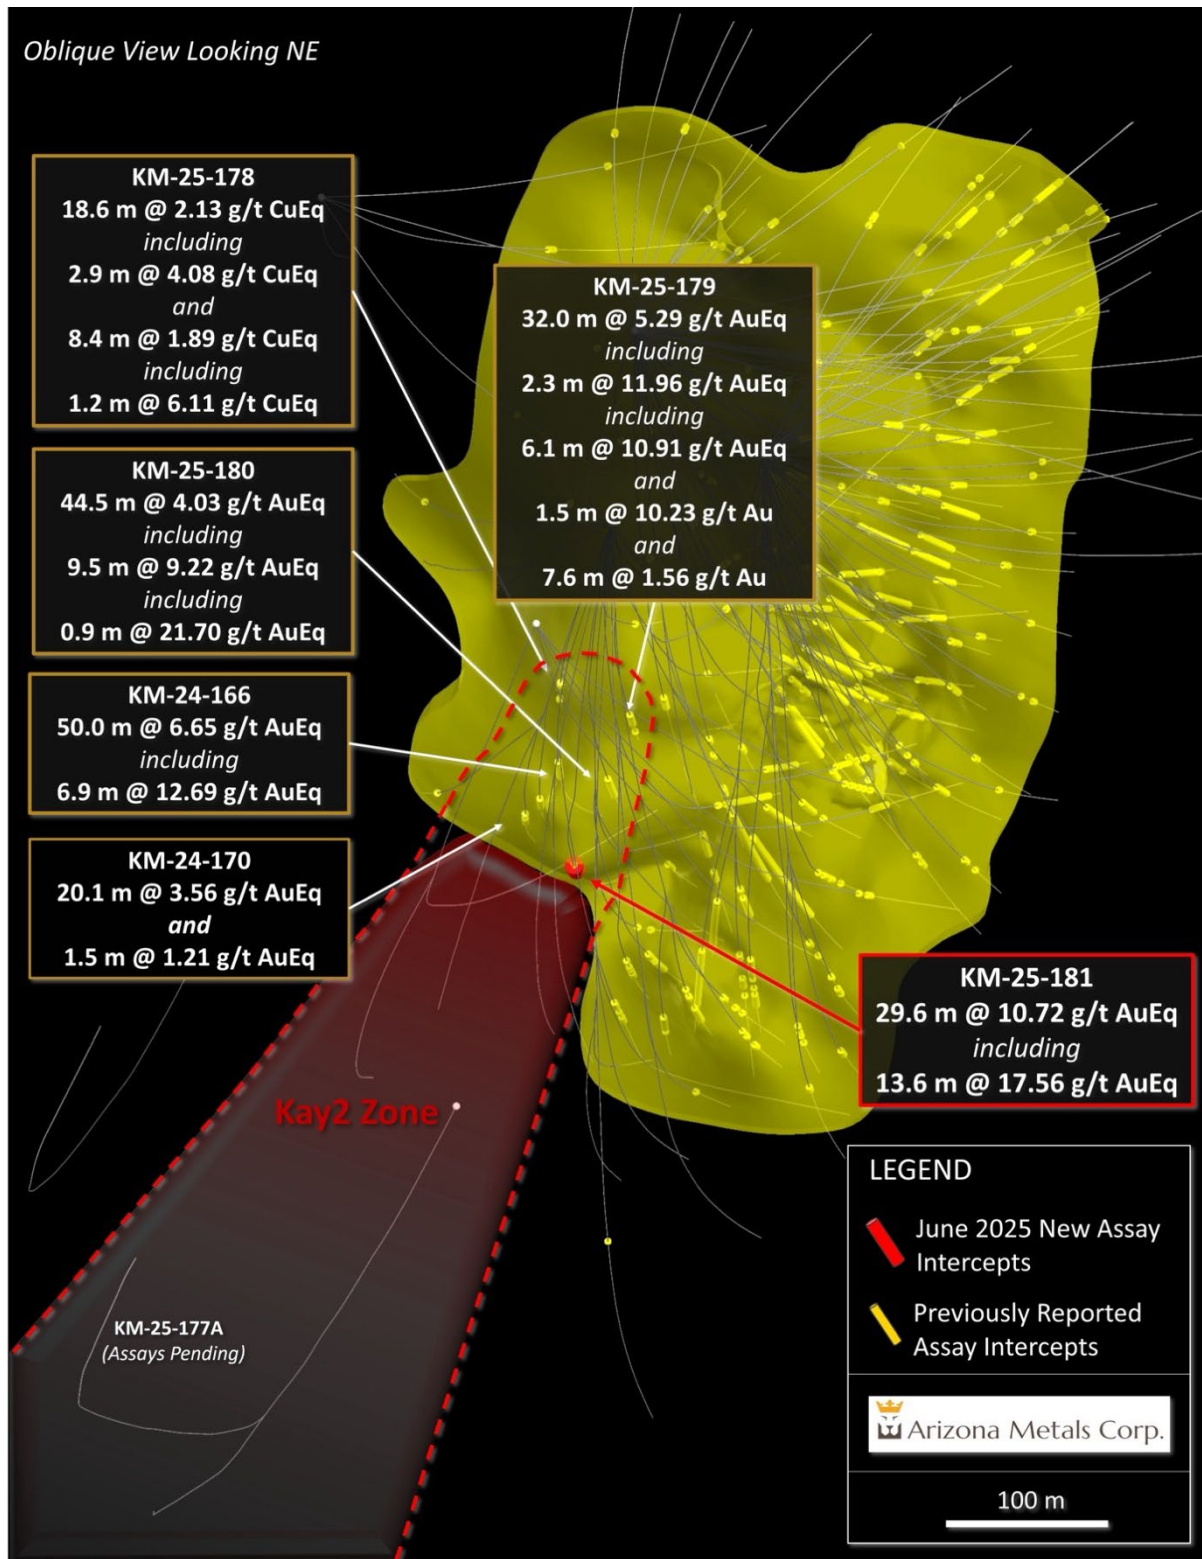 Oblique View Looking NE
KM-25-178
18.6 m @ 2.13 g/t CuEq
including
2.9 m @ 4.08 g/t CuEq
and
8.4 m @ 1.89 g/t CuEq
including
1.2 m @ 6.11 g/t CuEq
KM-25-179
32.0 m @ 5.29 g/t AuEq
including
2.3 m @ 11.96 g/t AuEq
including
6.1 m @ 10.91 g/t AuEq
and
1.5 m @ 10.23 g/t Au
and
7.6 m @ 1.56 g/t Au
KM-25-180
44.5 m @ 4.03 g/t AuEq
including
9.5 m @ 9.22 g/t AuEq
including
0.9 m @ 21.70 g/t AuEq
KM-24-166
50.0 m @ 6.65 g/t AuEq
including
6.9 m @ 12.69 g/t AuEq
KM-24-170
20.1 m @ 3.56 g/t AuEq
and
1.5 m @ 1.21 g/t AuEq
KM-25-181
29.6 m @ 10.72 g/t AuEq
including
13.6 m @ 17.56 g/t AuEq
Kay2 Zone
KM-25-177A
(Assays Pending)
LEGEND
June 2025 New Assay
Intercepts
Previously Reported
Assay Intercepts
Arizona Metals Corp.
100 m